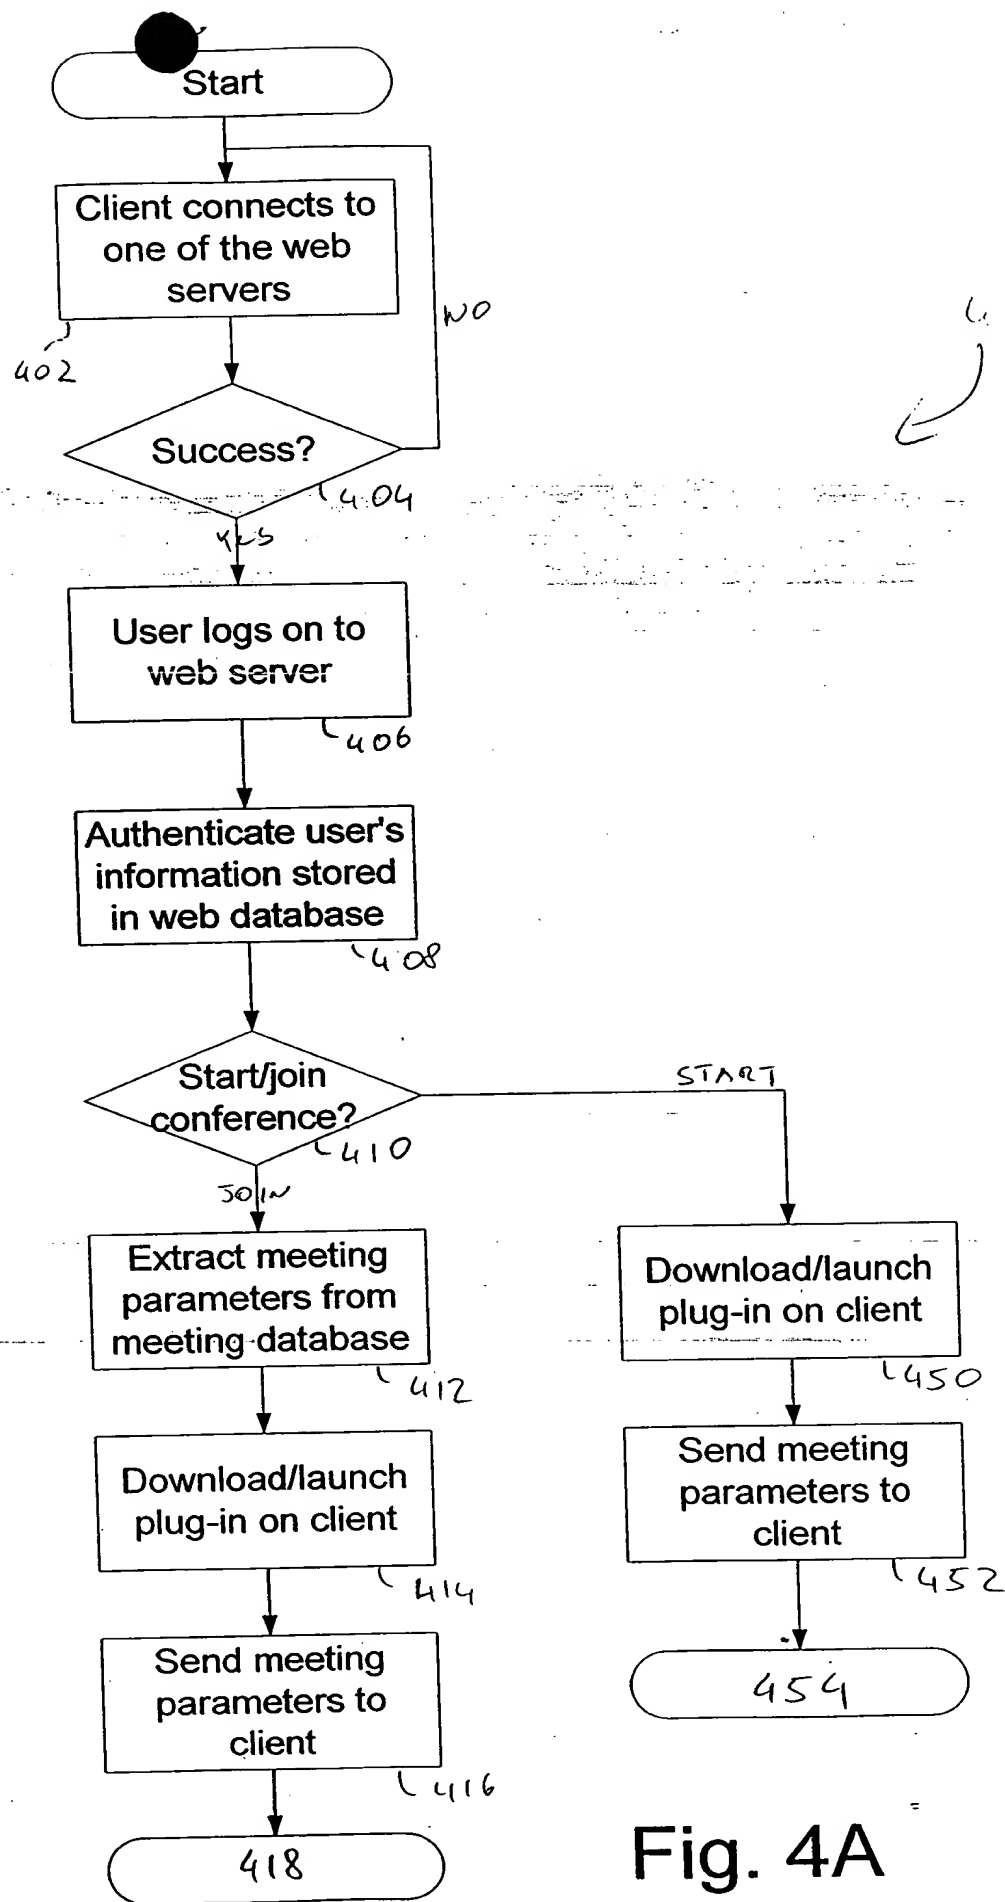 Start
Client connects to
one of the web
servers
NO
402
Success?
404
YES
User logs on to
web server
406
Authenticate user's
information stored
in web database
408
Start/join
conference?
START
410
JOIN
Extract meeting
parameters from
meeting database
412
Download/launch
plug-in on client
450
Download/launch
plug-in on client
414
Send meeting
parameters to
client
452
Send meeting
parameters to
client
416
454
418
Fig. 4A